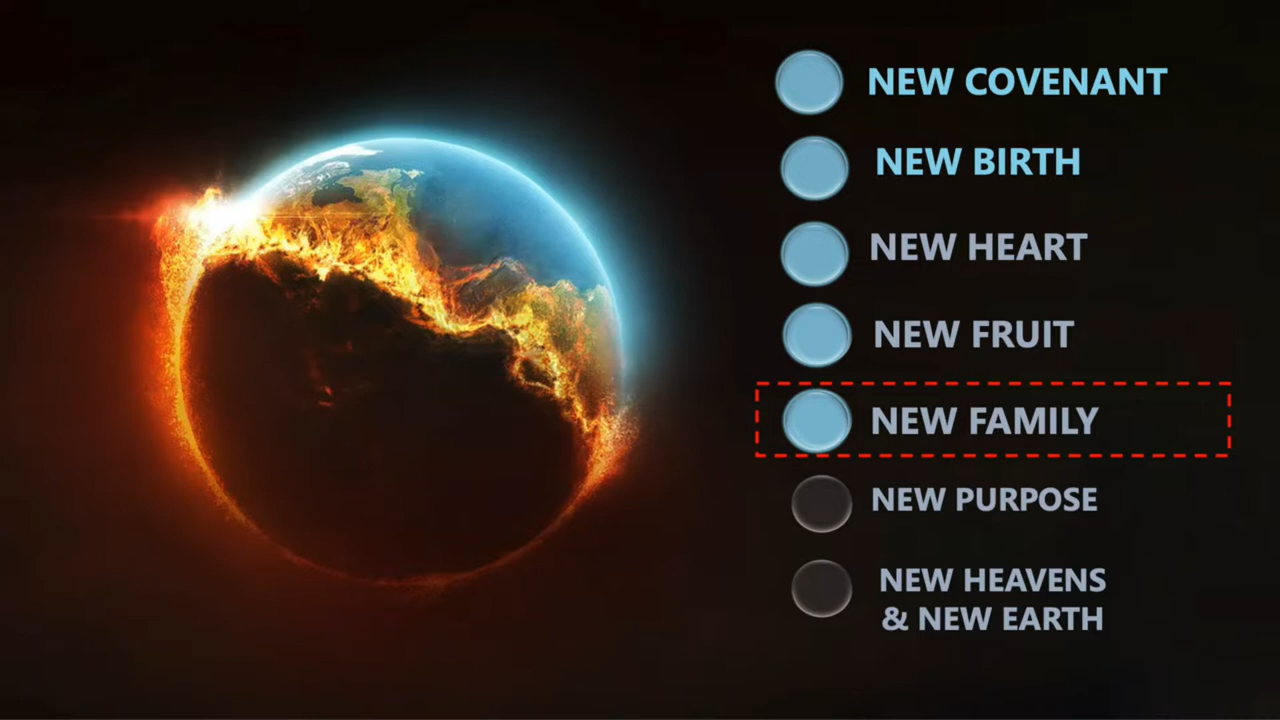 NEW COVENANT
NEW BIRTH
NEW HEART
NEW FRUIT
NEW FAMILY
NEW PURPOSE
NEW HEAVENS
& NEW EARTH